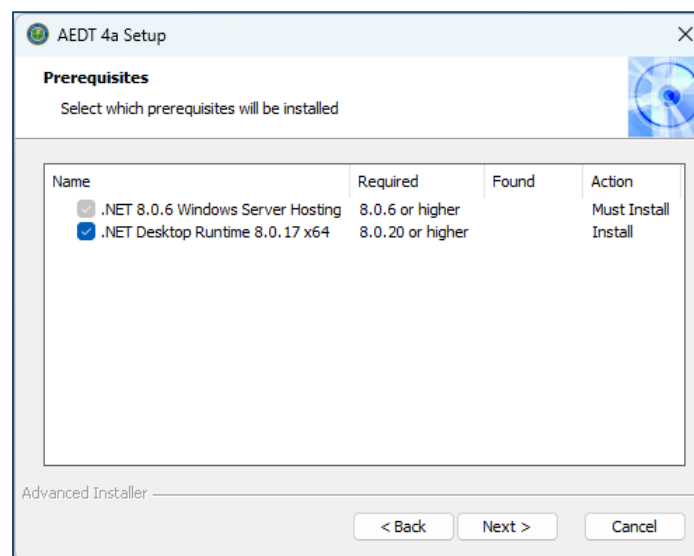 AEDT 4a Setup
Prerequisites
Select which prerequisites will be installed
Name Required Found Action
.NET 8.0.6 Windows Server Hosting 8.0.6 or higher Must Install
.NET Desktop Runtime 8.0.17 x64 8.0.20 or higher Install
Advanced Installer
< Back Next > Cancel